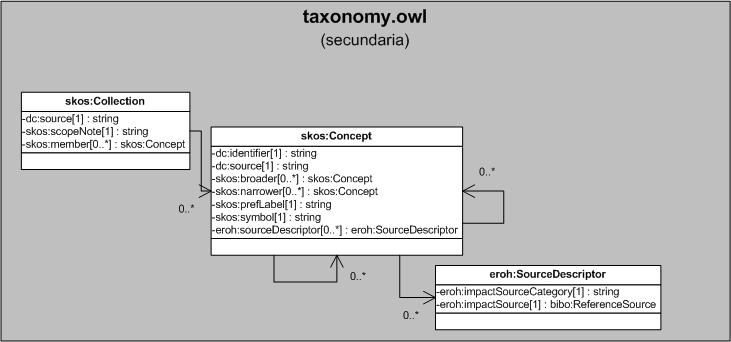 taxonomy.owl
(secundaria)
skos:Collection
-dc:source[1] : string
-skos:scopeNote[1] : string
-skos:member[0..*] : skos:Concept
0..*
skos:Concept
-dc:identifier[1] : string
-dc:source[1] : string
-skos:broader[0..*] : skos:Concept
-skos:narrower[0..*] : skos:Concept
-skos:prefLabel[1] : string
-skos:symbol[1] : string
-eroh:sourceDescriptor[0..*] : eroh:SourceDescriptor
0..*
0..*
0..*
eroh:SourceDescriptor
-eroh:impactSourceCategory[1] : string
-eroh:impactSource[1] : bibo:ReferenceSource